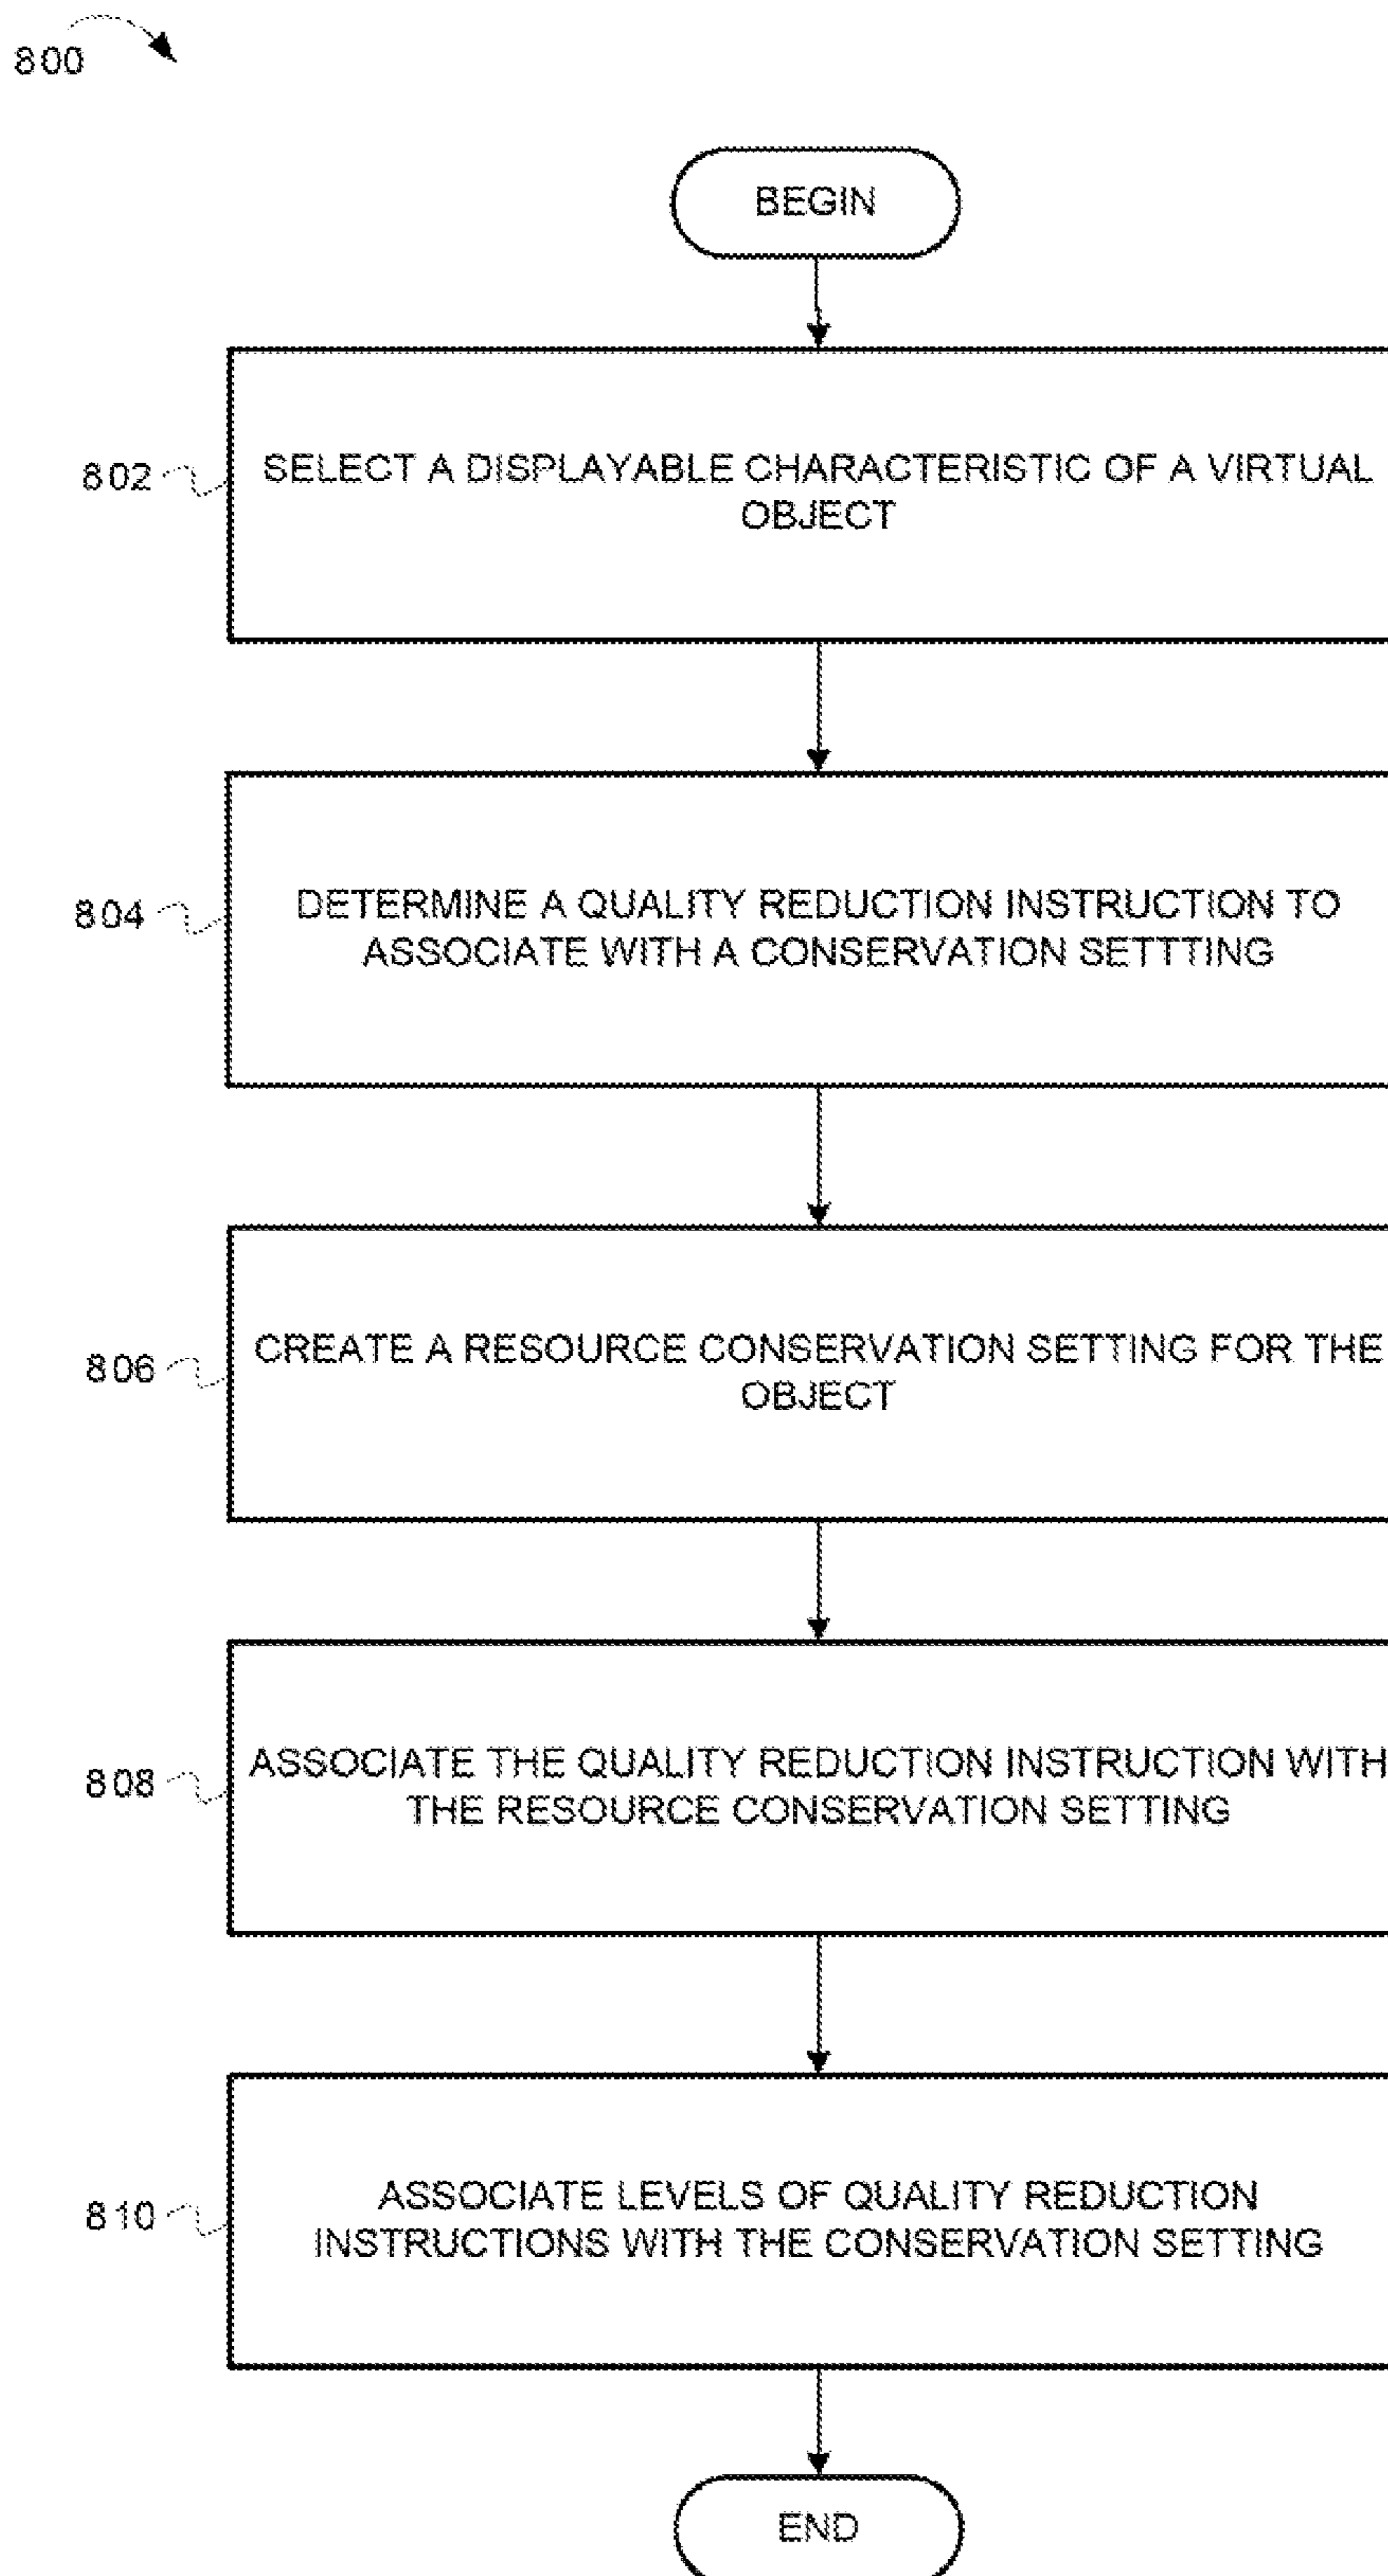 800
BEGIN
802
SELECT A DISPLAYABLE CHARACTERISTIC OF A VIRTUAL
OBJECT
804
DETERMINE A QUALITY REDUCTION INSTRUCTION TO
ASSOCIATE WITH A CONSERVATION SETTTING
806
CREATE A RESOURCE CONSERVATION SETTING FOR THE
OBJECT
808
ASSOCIATE THE QUALITY REDUCTION INSTRUCTION WITH
THE RESOURCE CONSERVATION SETTING
810
ASSOCIATE LEVELS OF QUALITY REDUCTION
INSTRUCTIONS WITH THE CONSERVATION SETTING
END